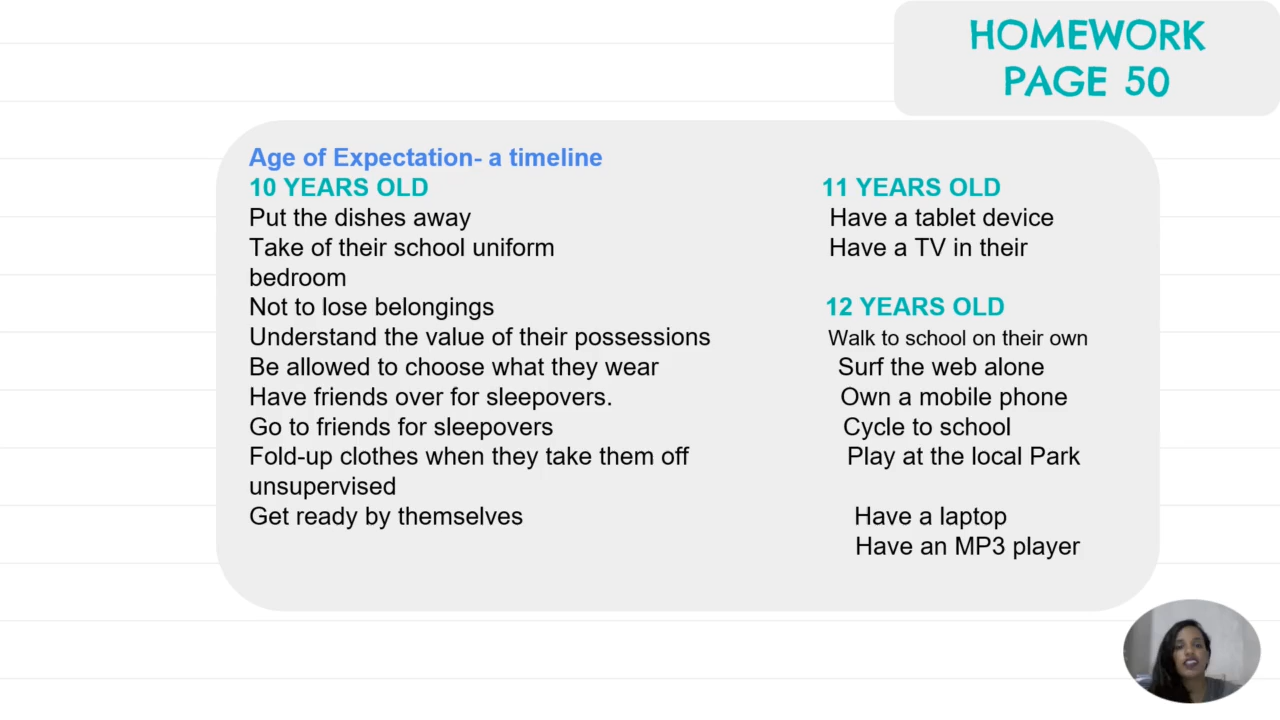 HOMEWORK
PAGE 50
Age of Expectation- a timeline
10 YEARS OLD
Put the dishes away
Take of their school uniform
bedroom
Not to lose belongings
Understand the value of their possessions
Be allowed to choose what they wear
Have friends over for sleepovers.
Go to friends for sleepovers
Fold-up clothes when they take them off
unsupervised
Get ready by themselves
11 YEARS OLD
Have a tablet device
Have a TV in their
12 YEARS OLD
Walk to school on their own
Surf the web alone
Own a mobile phone
Cycle to school
Play at the local Park
Have a laptop
Have an MP3 player